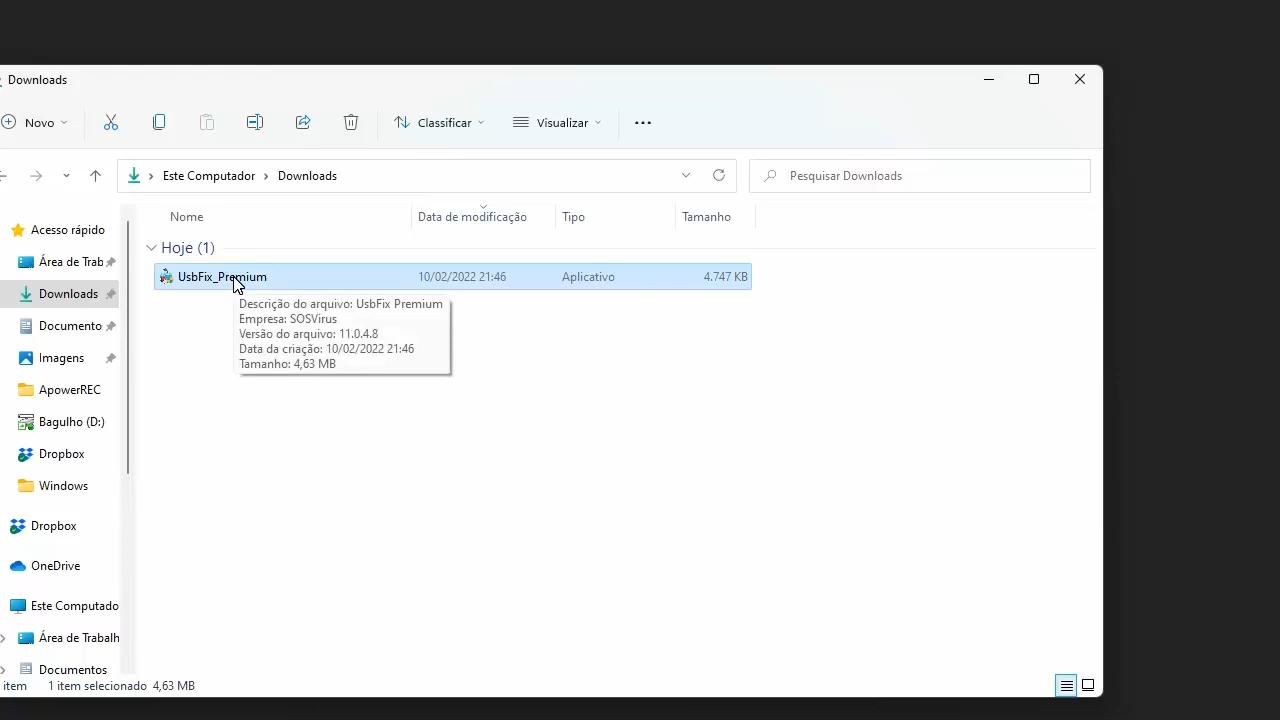 Downloads
Novo
Classificar
Visualizar
Este Computador
Downloads
Pesquisar Downloads
Nome
Data de modificação
Tipo
Tamanho
Acesso rápido
Área de Trab
Downloads
Documento
Imagens
ApowerREC
Bagulho (D:)
Dropbox
Windows
Dropbox
OneDrive
Este Computado
Área de Trabalh
Documentos
Hoje (1)
UsbFix_Premium 10/02/2022 21:46 Aplicativo 4.747 KB
Descrição do arquivo: UsbFix Premium
Empresa: SOSVirus
Versão do arquivo: 11.0.4.8
Data da criação: 10/02/2022 21:46
Tamanho: 4,63 MB
item 1 item selecionado 4,63 MB